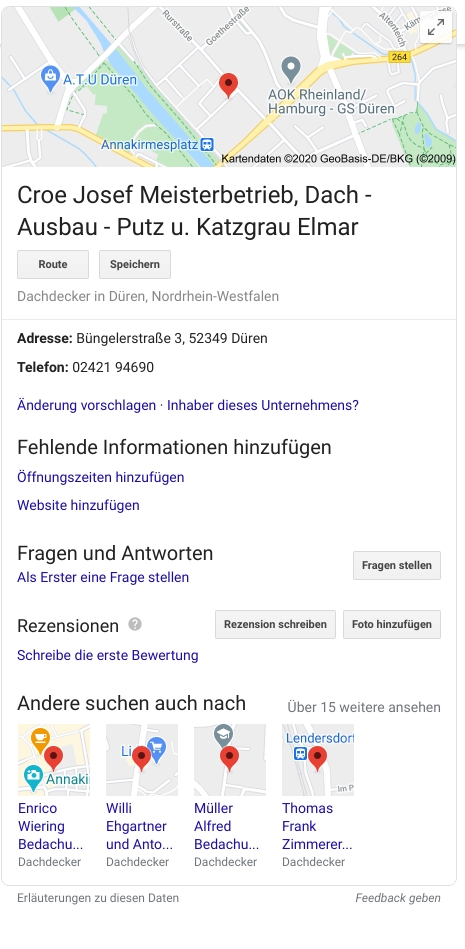 Rurstraße
Goethestraße
Altenteich
264
A.T.U Düren
AOK Rheinland/
Hamburg - GS Düren
Annakirmesplatz
Kartendaten ©2020 GeoBasis-DE/BKG (©2009)
Croe Josef Meisterbetrieb, Dach -
Ausbau - Putz u. Katzgrau Elmar
Route Speichern
Dachdecker in Düren, Nordrhein-Westfalen
Adresse: Büngelerstraße 3, 52349 Düren
Telefon: 02421 94690
Änderung vorschlagen · Inhaber dieses Unternehmens?
Fehlende Informationen hinzufügen
Öffnungszeiten hinzufügen
Website hinzufügen
Fragen und Antworten
Als Erster eine Frage stellen
Fragen stellen
Rezensionen ?
Rezension schreiben Foto hinzufügen
Schreibe die erste Bewertung
Andere suchen auch nach
Über 15 weitere ansehen
Annaki
Enrico
Wiering
Bedachu...
Dachdecker
Li
Willi
Ehgartner
und Anto...
Dachdecker
Müller
Alfred
Bedachu...
Dachdecker
Lendersdorf
Im P
Thomas
Frank
Zimmerer...
Dachdecker
Erläuterungen zu diesen Daten
Feedback geben